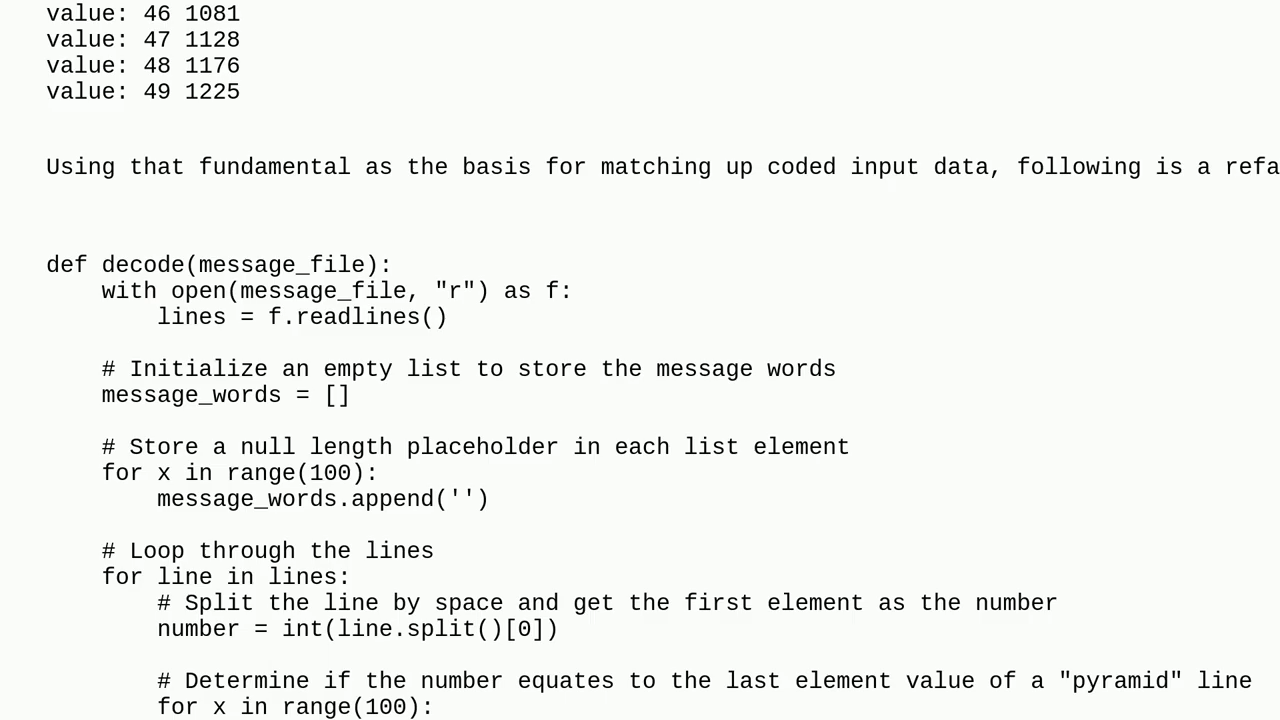 value: 46 1081
value: 47 1128
value: 48 1176
value: 49 1225
Using that fundamental as the basis for matching up coded input data, following is a refa
def decode(message_file):
    with open(message_file, "r") as f:
        lines = f.readlines()
    # Initialize an empty list to store the message words
    message_words = []
    # Store a null length placeholder in each list element
    for x in range(100):
        message_words.append('')
    # Loop through the lines
    for line in lines:
        # Split the line by space and get the first element as the number
        number = int(line.split()[0])
        # Determine if the number equates to the last element value of a "pyramid" line
        for x in range(100):